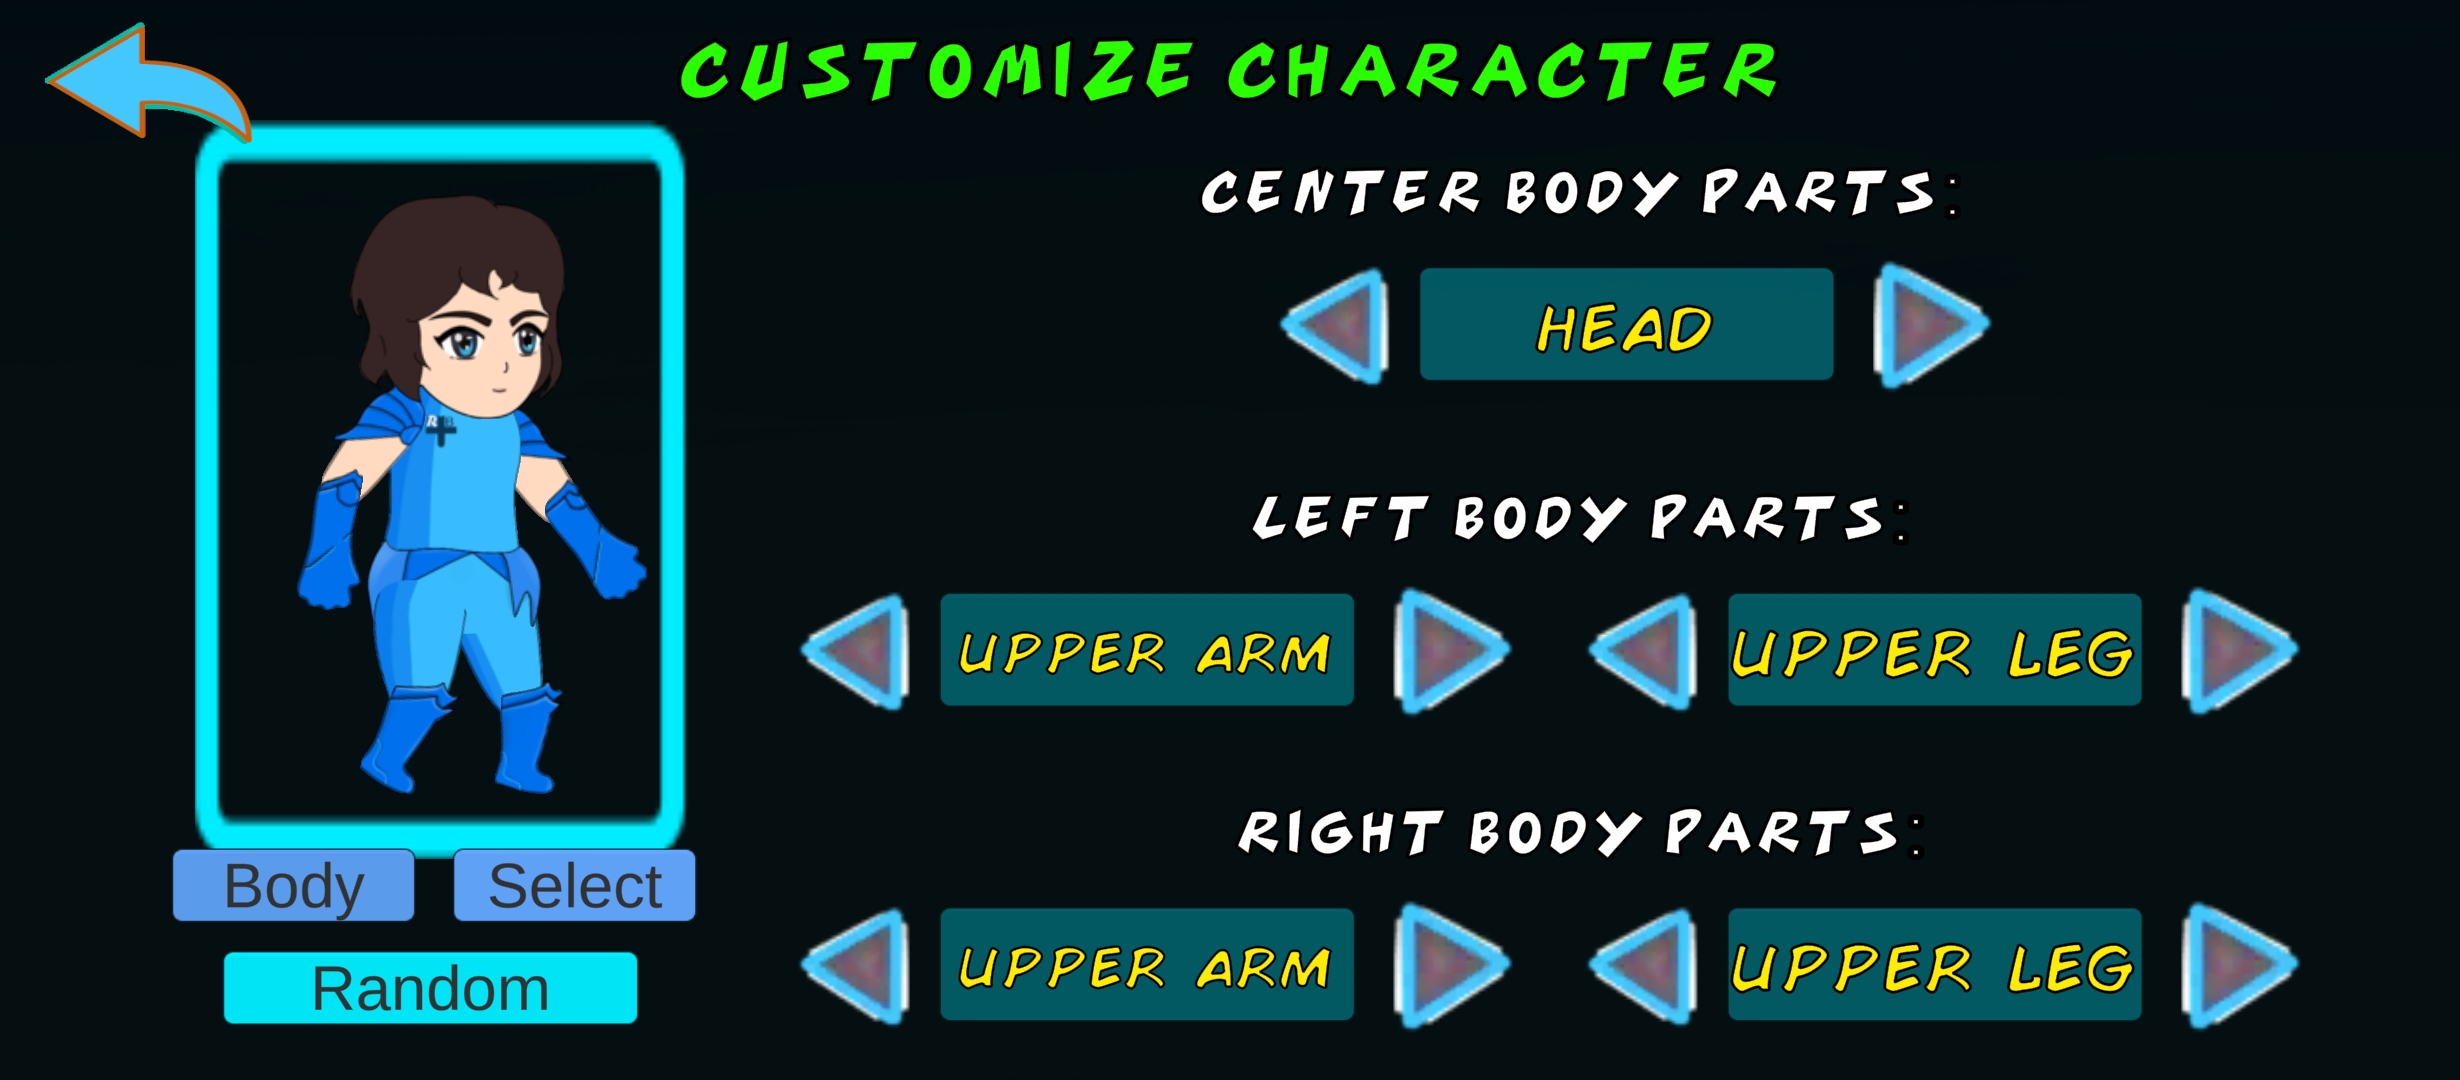 CUSTOMIZE CHARACTER
CENTER BODY PARTS:
HEAD
LEFT BODY PARTS:
UPPER ARM
UPPER LEG
RIGHT BODY PARTS:
UPPER ARM
UPPER LEG
Body
Select
Random